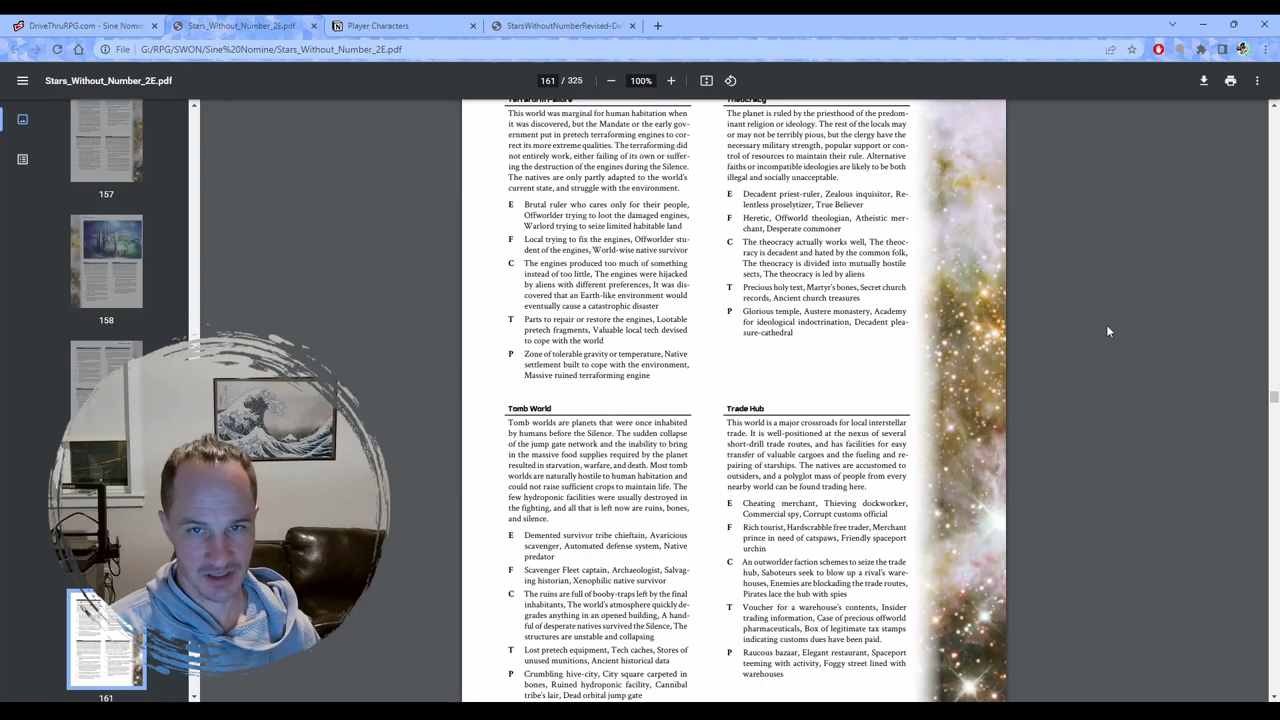 DriveThruRPG.com - Sine Nomin
Stars_Without_Number_2E.pdf
Player Characters
StarsWithoutNumberRevised-De
File
G:/RPG/SWON/Sine%20Nomine/Stars_Without_Number_2E.pdf
Stars_Without_Number_2E.pdf
161 / 325
100%
157
158
161
Terraform Failure
This world was marginal for human habitation when
it was discovered, but the Mandate or the early gov-
ernment put in pretech terraforming engines to cor-
rect its more extreme qualities. The terraforming did
not entirely work, either failing of its own or suffer-
ing the destruction of the engines during the Silence.
The natives are only partly adapted to the world's
current state, and struggle with the environment.
E Brutal ruler who cares only for their people,
Offworlder trying to loot the damaged engines,
Warlord trying to seize limited habitable land
F Local trying to fix the engines, Offworlder stu-
dent of the engines, World-wise native survivor
C The engines produced too much of something
instead of too little, The engines were hijacked
by aliens with different preferences, It was dis-
covered that an Earth-like environment would
eventually cause a catastrophic disaster
T Parts to repair or restore the engines, Lootable
pretech fragments, Valuable local tech devised
to cope with the world
P Zone of tolerable gravity or temperature, Native
settlement built to cope with the environment,
Massive ruined terraforming engine
Tomb World
Tomb worlds are planets that were once inhabited
by humans before the Silence. The sudden collapse
of the jump gate network and the inability to bring
in the massive food supplies required by the planet
resulted in starvation, warfare, and death. Most tomb
worlds are naturally hostile to human habitation and
could not raise sufficient crops to maintain life. The
few hydroponic facilities were usually destroyed in
the fighting, and all that is left now are ruins, bones,
and silence.
E Demented survivor tribe chieftain, Avaricious
scavenger, Automated defense system, Native
predator
F Scavenger Fleet captain, Archaeologist, Salvag-
ing historian, Xenophilic native survivor
C The ruins are full of booby-traps left by the final
inhabitants, The world's atmosphere quickly de-
grades anything in an opened building, A hand-
ful of desperate natives survived the Silence, The
structures are unstable and collapsing
T Lost pretech equipment, Tech caches, Stores of
unused munitions, Ancient historical data
P Crumbling hive-city, City square carpeted in
bones, Ruined hydroponic facility, Cannibal
tribe's lair, Dead orbital jump gate
Theocracy
The planet is ruled by the priesthood of the predom-
inant religion or ideology. The rest of the locals may
or may not be terribly pious, but the clergy have the
necessary military strength, popular support or con-
trol of resources to maintain their rule. Alternative
faiths or incompatible ideologies are likely to be both
illegal and socially unacceptable.
E Decadent priest-ruler, Zealous inquisitor, Re-
lentless proselytizer, True Believer
F Heretic, Offworld theologian, Atheistic mer-
chant, Desperate commoner
C The theocracy actually works well, The theoc-
racy is decadent and hated by the common folk,
The theocracy is divided into mutually hostile
sects, The theocracy is led by aliens
T Precious holy text, Martyr's bones, Secret church
records, Ancient church treasures
P Glorious temple, Austere monastery, Academy
for ideological indoctrination, Decadent plea-
sure-cathedral
Trade Hub
This world is a major crossroads for local interstellar
trade. It is well-positioned at the nexus of several
short-drill trade routes, and has facilities for easy
transfer of valuable cargoes and the fueling and re-
pairing of starships. The natives are accustomed to
outsiders, and a polyglot mass of people from every
nearby world can be found trading here.
E Cheating merchant, Thieving dockworker,
Commercial spy, Corrupt customs official
F Rich tourist, Hardscrabble free trader, Merchant
prince in need of catspaws, Friendly spaceport
urchin
C An outworlder faction schemes to seize the trade
hub, Saboteurs seek to blow up a rival's ware-
houses, Enemies are blockading the trade routes,
Pirates lace the hub with spies
T Voucher for a warehouse's contents, Insider
trading information, Case of precious offworld
pharmaceuticals, Box of legitimate tax stamps
indicating customs dues have been paid.
P Raucous bazaar, Elegant restaurant, Spaceport
teeming with activity, Foggy street lined with
warehouses